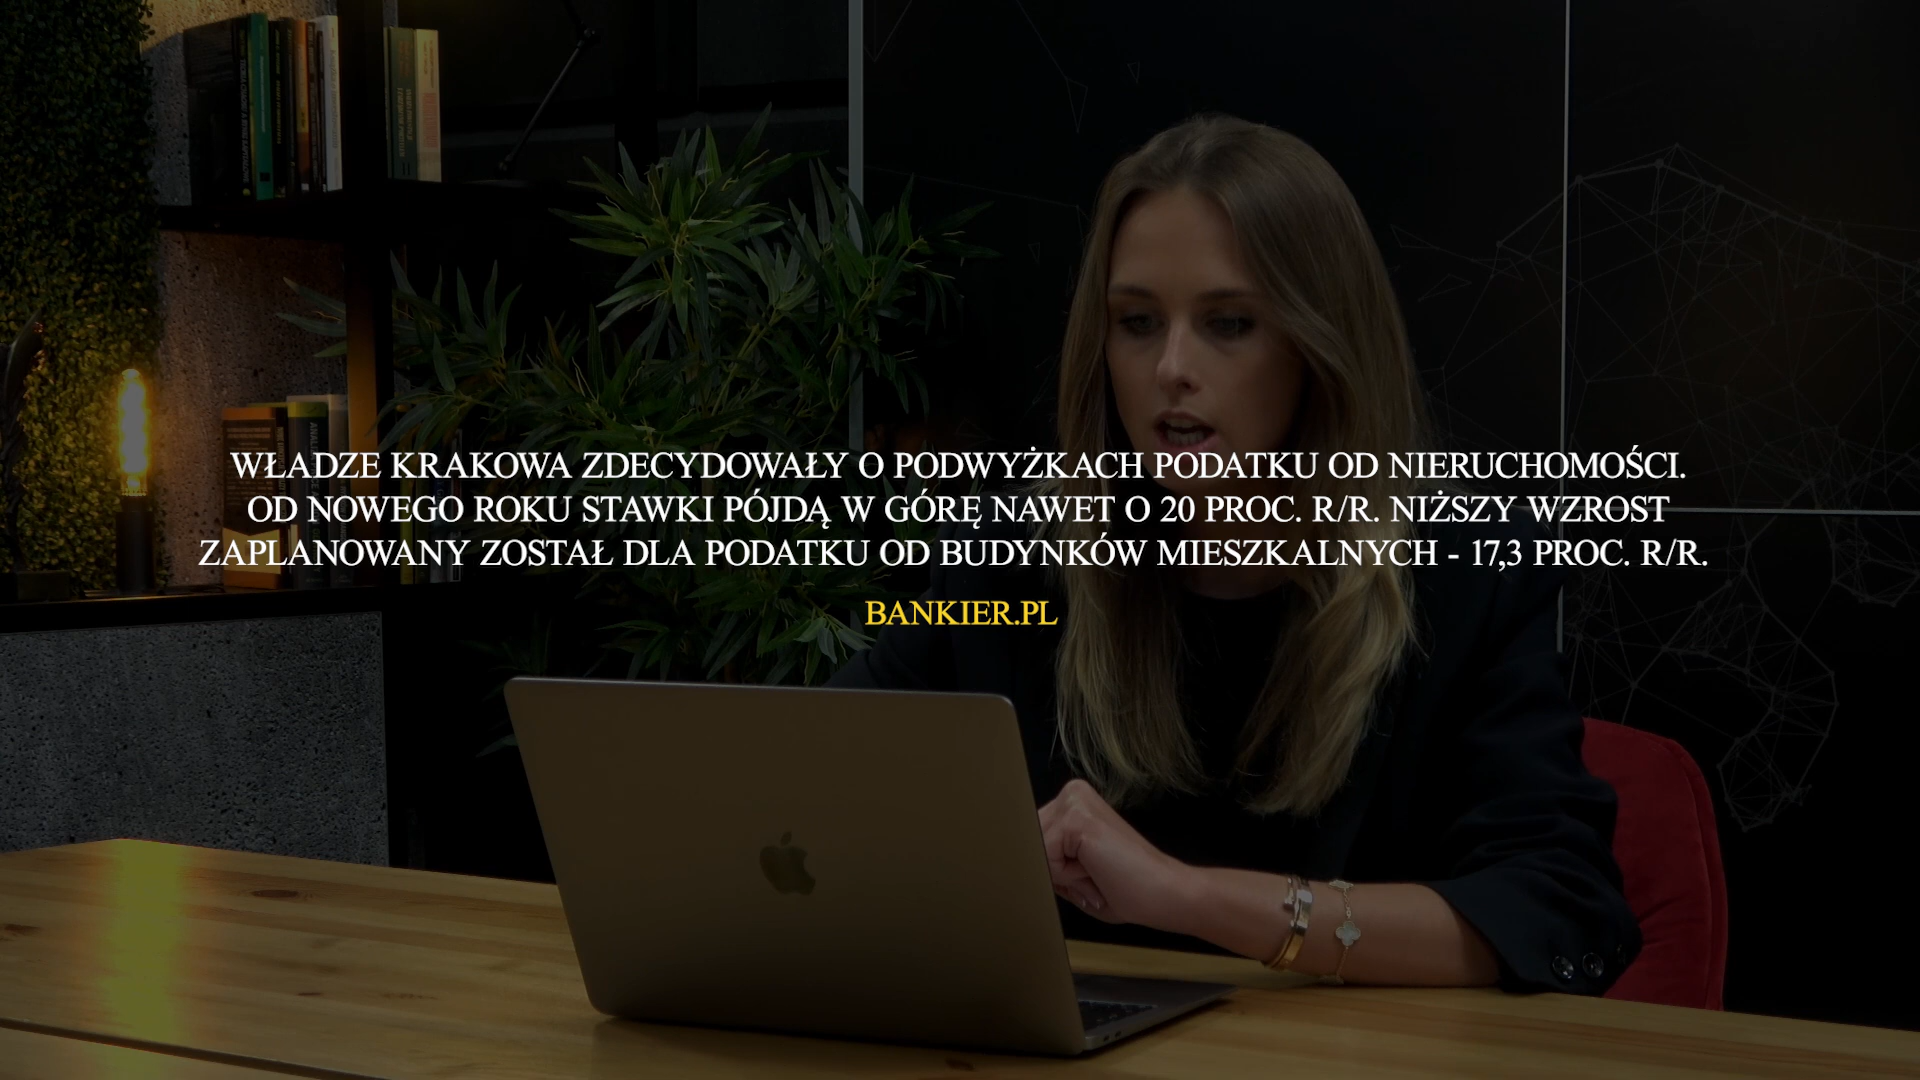 WŁADZE KRAKOWA ZDECYDOWAŁY O PODWYŻKACH PODATKU OD NIERUCHOMOŚCI.
OD NOWEGO ROKU STAWKI PÓJDĄ W GÓRĘ NAWET O 20 PROC. R/R. NIŻSZY WZROST
ZAPLANOWANY ZOSTAŁ DLA PODATKU OD BUDYNKÓW MIESZKALNYCH - 17,3 PROC. R/R.
BANKIER.PL